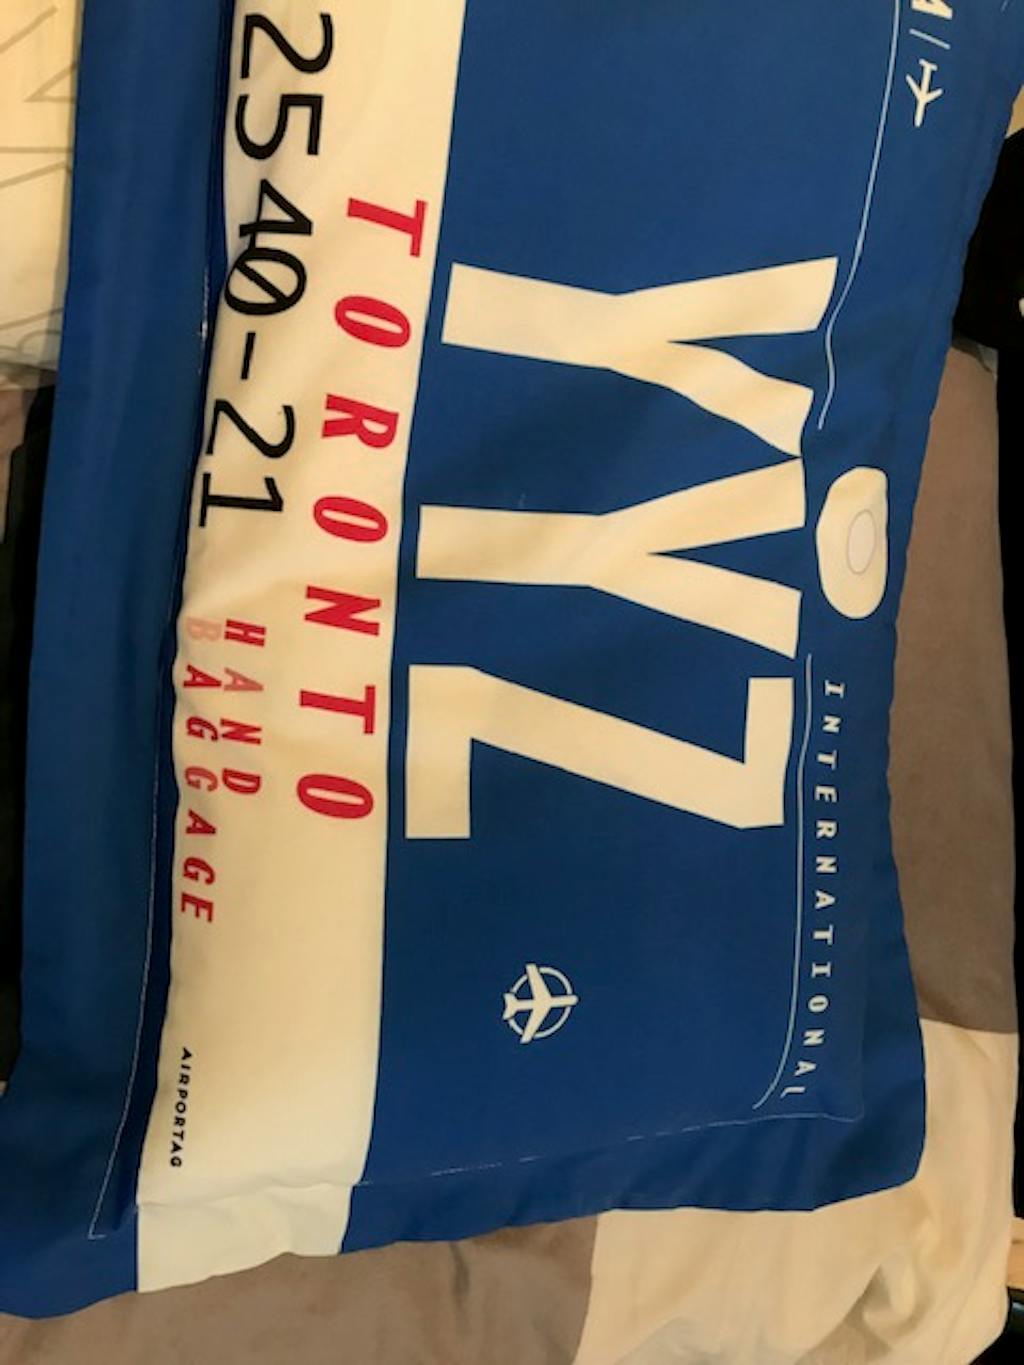 INTERNATIONAL
YYZ
TORONTO
2540-21
HAND
BAGGAGE
AIRPORTAG